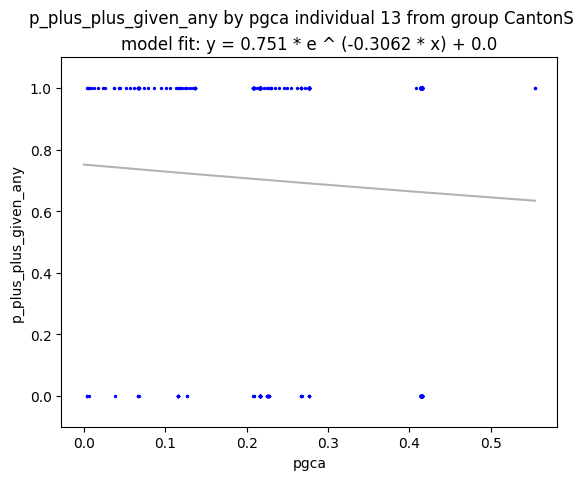 p_plus_plus_given_any by pgca individual 13 from group CantonS
model fit: y = 0.751 * e ^ (-0.3062 * x) + 0.0
1.0
0.8
0.6
0.4
0.2
0.0
p_plus_plus_given_any
0.0 0.1 0.2 0.3 0.4 0.5
pgca